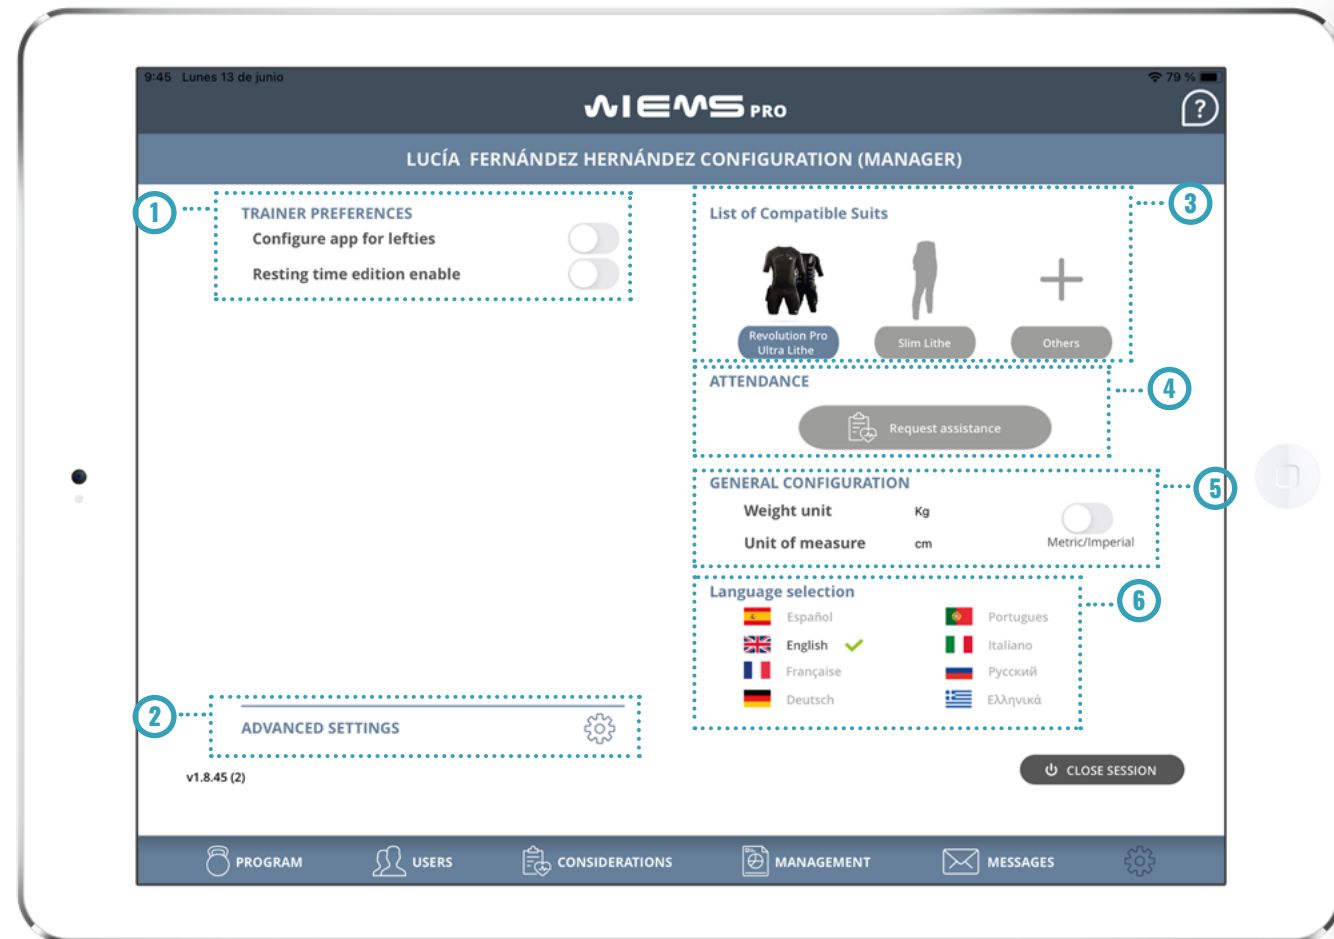 9:45 Lunes 13 de junio
79 %
WIEMS PRO
?
LUCÍA FERNÁNDEZ HERNÁNDEZ CONFIGURATION (MANAGER)
1
TRAINER PREFERENCES
Configure app for lefties
Resting time edition enable
3
List of Compatible Suits
Revolution Pro
Ultra Lithe
Slim Lithe
Others
4
ATTENDANCE
Request assistance
5
GENERAL CONFIGURATION
Weight unit Kg
Unit of measure cm
Metric/Imperial
6
Language selection
Español
Portugues
English
Italiano
Française
Русский
Deutsch
Ελληνικά
2
ADVANCED SETTINGS
v1.8.45 (2)
CLOSE SESSION
PROGRAM
USERS
CONSIDERATIONS
MANAGEMENT
MESSAGES